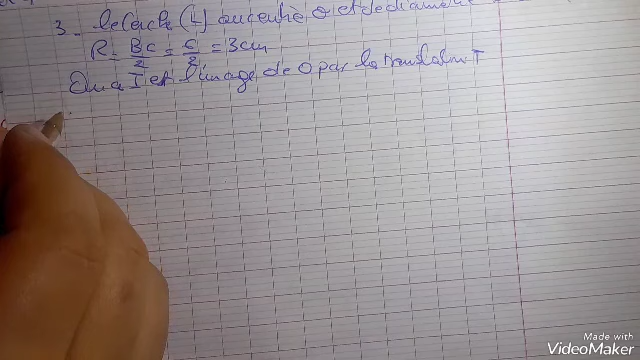 3. le cercle (C) au centre O et de diamètre
R = BC/2 = 6/2 = 3cm
On a I est l'image de O par la translation T
Made with
VideoMaker